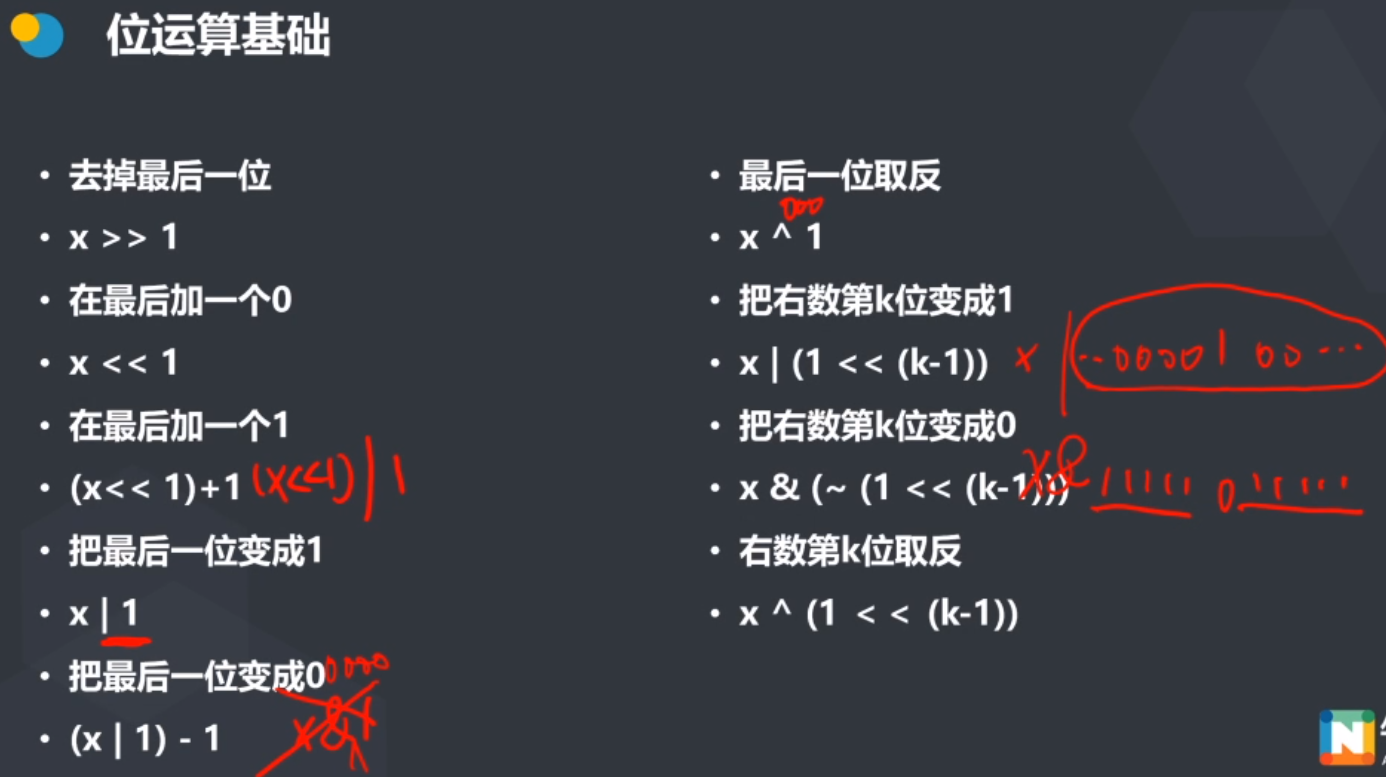 位运算基础
• 去掉最后一位
• x >> 1
• 在最后加一个0
• x << 1
• 在最后加一个1
• (x<< 1)+1 (x<<1) | 1
• 把最后一位变成1
• x | 1
• 把最后一位变成0 0000
• (x | 1) - 1 x &
• 最后一位取反
000
• x ^ 1
• 把右数第k位变成1
• x | (1 << (k-1)) x | ..00001 00...
• 把右数第k位变成0
• x & (~ (1 << (k-1))) x& 11111 011111
• 右数第k位取反
• x ^ (1 < < (k-1))
N